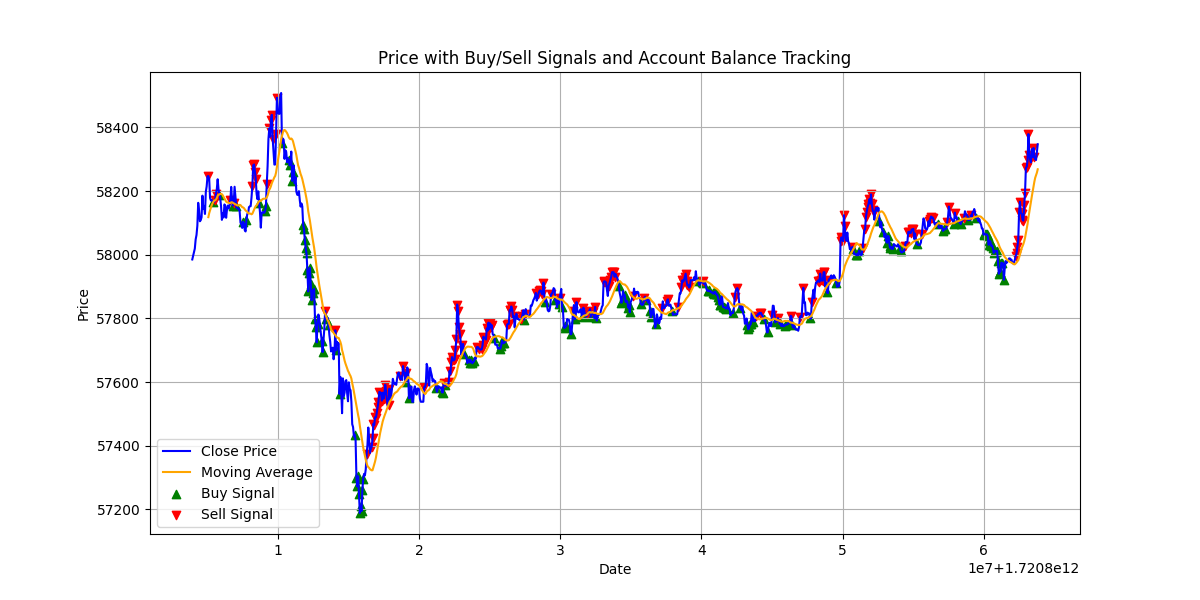 Price with Buy/Sell Signals and Account Balance Tracking
Price
58400
58200
58000
57800
57600
57400
57200
Close Price
Moving Average
Buy Signal
Sell Signal
1 2 3 4 5 6
Date
1e7+1.7208e12